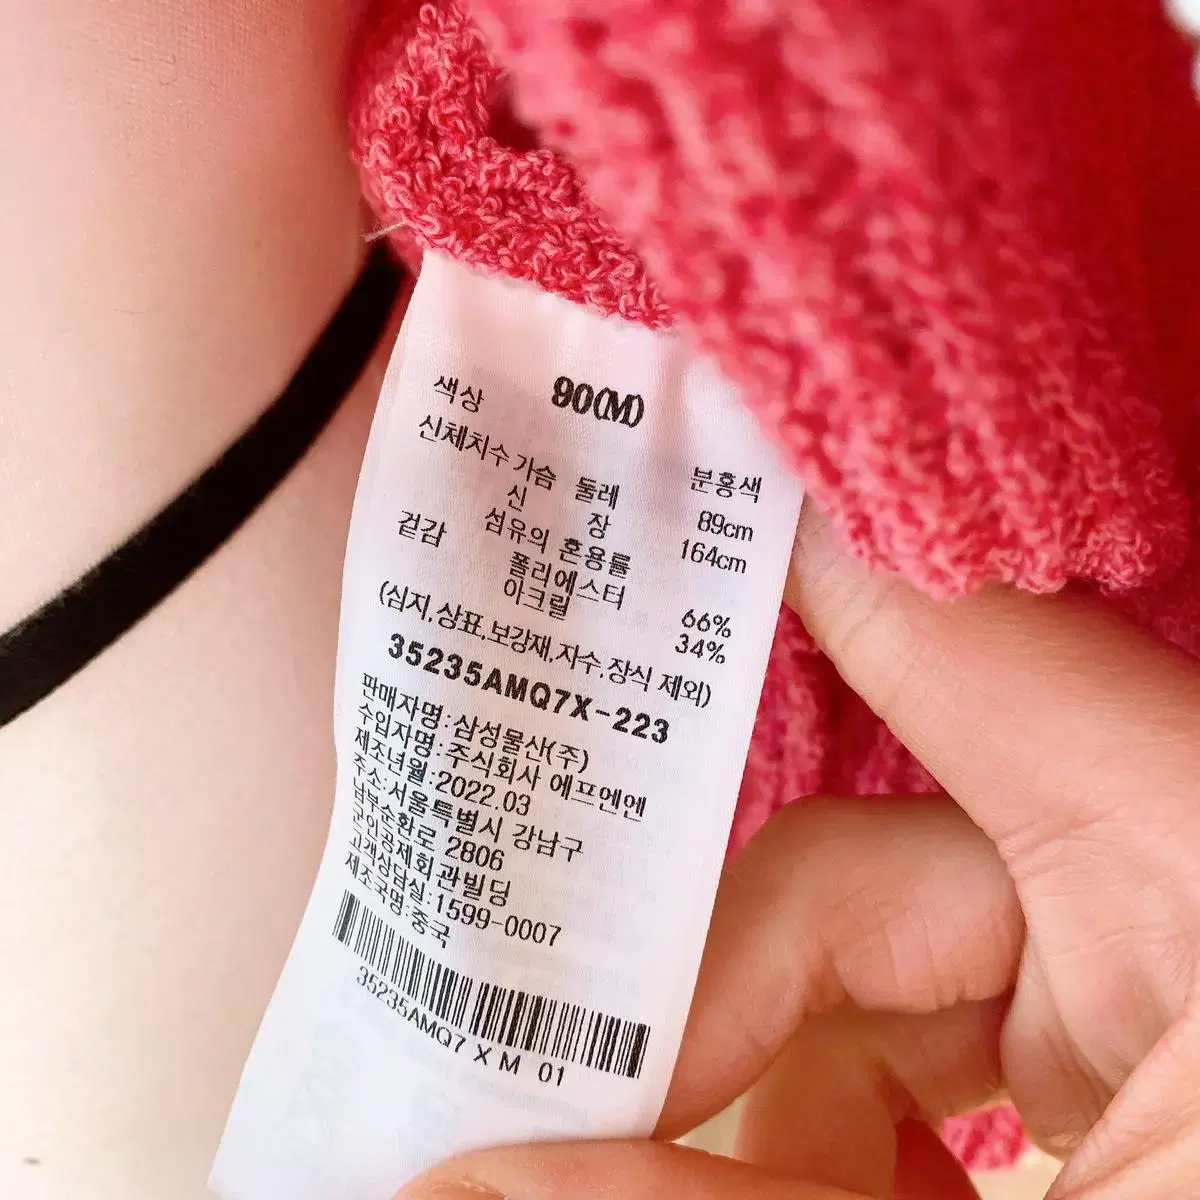 90(M)
색상 분홍색
신체치수 가슴 둘레 89cm
신 장 164cm
섬유의 혼용률
겉감 폴리에스터 66%
아크릴 34%
(심지,상표,보강재,자수,장식 제외)
35235AMQ7X-223
판매자명:삼성물산(주)
수입자명:주식회사 에프엔엔
제조년월:2022.03
주소:서울특별시 강남구
남부순환로 2806
군인공제회관빌딩
고객상담실:1599-0007
제조국명:중국
35235AMQ7 X M 01